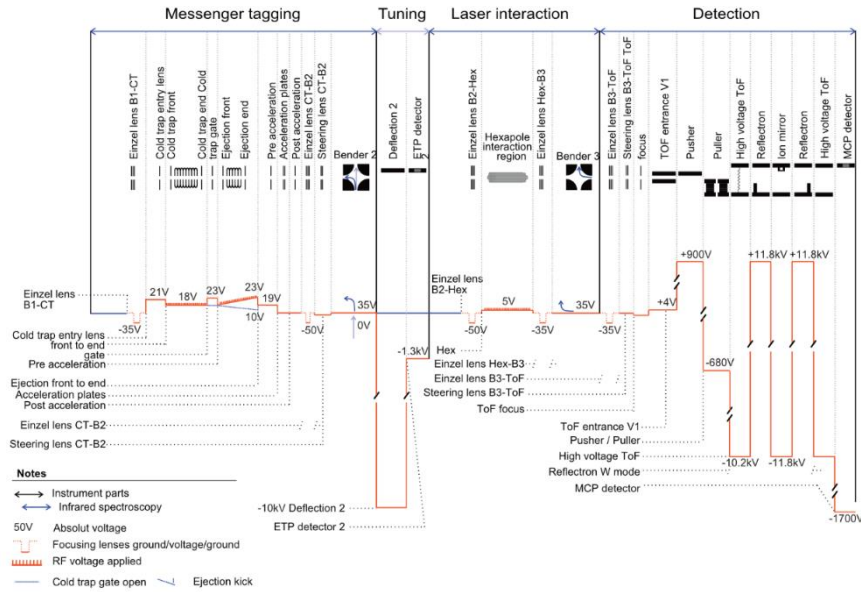 Messenger tagging
Tuning
Laser interaction
Detection
Einzel lens B1-CT
Cold trap entry lens
Cold trap front
Cold trap end Cold
trap gate
Ejection front
Ejection end
Pre acceleration
Acceleration plates
Post acceleration
Einzel lens CT-B2
Steering lens CT-B2
Bender 2
Deflection 2
ETP detector
2
Einzel lens B2-Hex
Hexapole
interaction
region
Einzel lens Hex-B3
Bender 3
Einzel lens B3-ToF
Steering lens B3-ToF ToF
focus
TOF entrance V1
Pusher
Puller
High voltage ToF
Reflectron
Ion mirror
Reflectron
High voltage ToF
MCP detector
Einzel lens
B1-CT
-35V
21V
18V
23V
23V
10V
19V
-50V
35V
0V
-1.3kV
Einzel lens
B2-Hex
-50V
5V
-35V
35V
-35V
+4V
+900V
-680V
+11.8kV
+11.8kV
-10.2kV
-11.8kV
-1700V
Cold trap entry lens
front to end
gate
Pre acceleration
Ejection front to end
Acceleration plates
Post acceleration
Einzel lens CT-B2
Steering lens CT-B2
Hex
Einzel lens Hex-B3
Einzel lens B3-ToF
Steering lens B3-ToF
ToF focus
ToF entrance V1
Pusher / Puller
High voltage ToF
Reflectron W mode
MCP detector
-10kV Deflection 2
ETP detector 2
Notes
Instrument parts
Infrared spectroscopy
50V Absolut voltage
Focusing lenses ground/voltage/ground
RF voltage applied
Cold trap gate open
Ejection kick